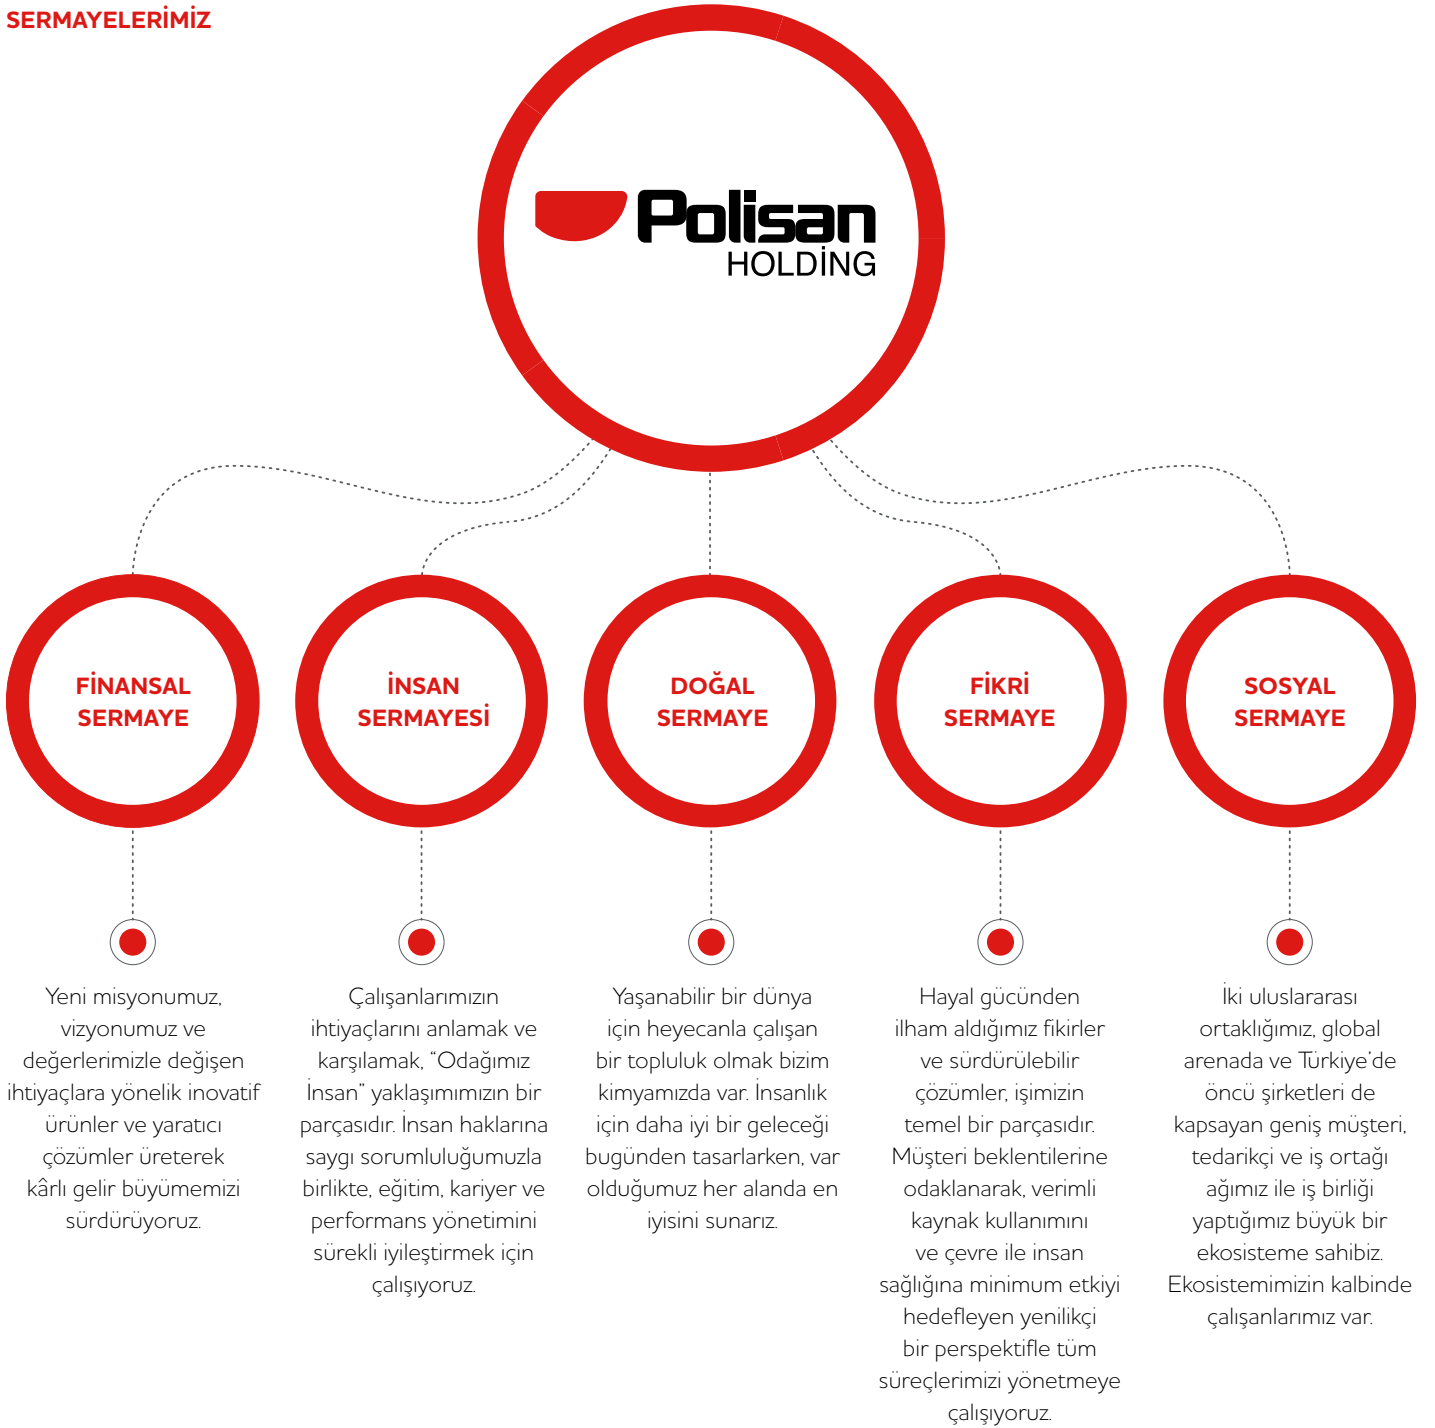 SERMAYELERİMİZ
Polisan
HOLDİNG
FİNANSAL
SERMAYE
Yeni misyonumuz,
vizyonumuz ve
değerlerimizle değişen
ihtiyaçlara yönelik inovatif
ürünler ve yaratıcı
çözümler üreterek
kârlı gelir büyümemizi
sürdürüyoruz.
İNSAN
SERMAYESİ
Çalışanlarımızın
ihtiyaçlarını anlamak ve
karşılamak, “Odağımız
İnsan” yaklaşımımızın bir
parçasıdır. İnsan haklarına
saygı sorumluluğumuzla
birlikte, eğitim, kariyer ve
performans yönetimini
sürekli iyileştirmek için
çalışıyoruz.
DOĞAL
SERMAYE
Yaşanabilir bir dünya
için heyecanla çalışan
bir topluluk olmak bizim
kimyamızda var. İnsanlık
için daha iyi bir geleceği
bugünden tasarlarken, var
olduğumuz her alanda en
iyisini sunarız.
FİKRİ
SERMAYE
Hayal gücünden
ilham aldığımız fikirler
ve sürdürülebilir
çözümler, işimizin
temel bir parçasıdır.
Müşteri beklentilerine
odaklanarak, verimli
kaynak kullanımını
ve çevre ile insan
sağlığına minimum etkiyi
hedefleyen yenilikçi
bir perspektifle tüm
süreçlerimizi yönetmeye
çalışıyoruz.
SOSYAL
SERMAYE
İki uluslararası
ortaklığımız, global
arenada ve Türkiye’de
öncü şirketleri de
kapsayan geniş müşteri,
tedarikçi ve iş ortağı
ağımız ile iş birliği
yaptığımız büyük bir
ekosisteme sahibiz.
Ekosistemimizin kalbinde
çalışanlarımız var.